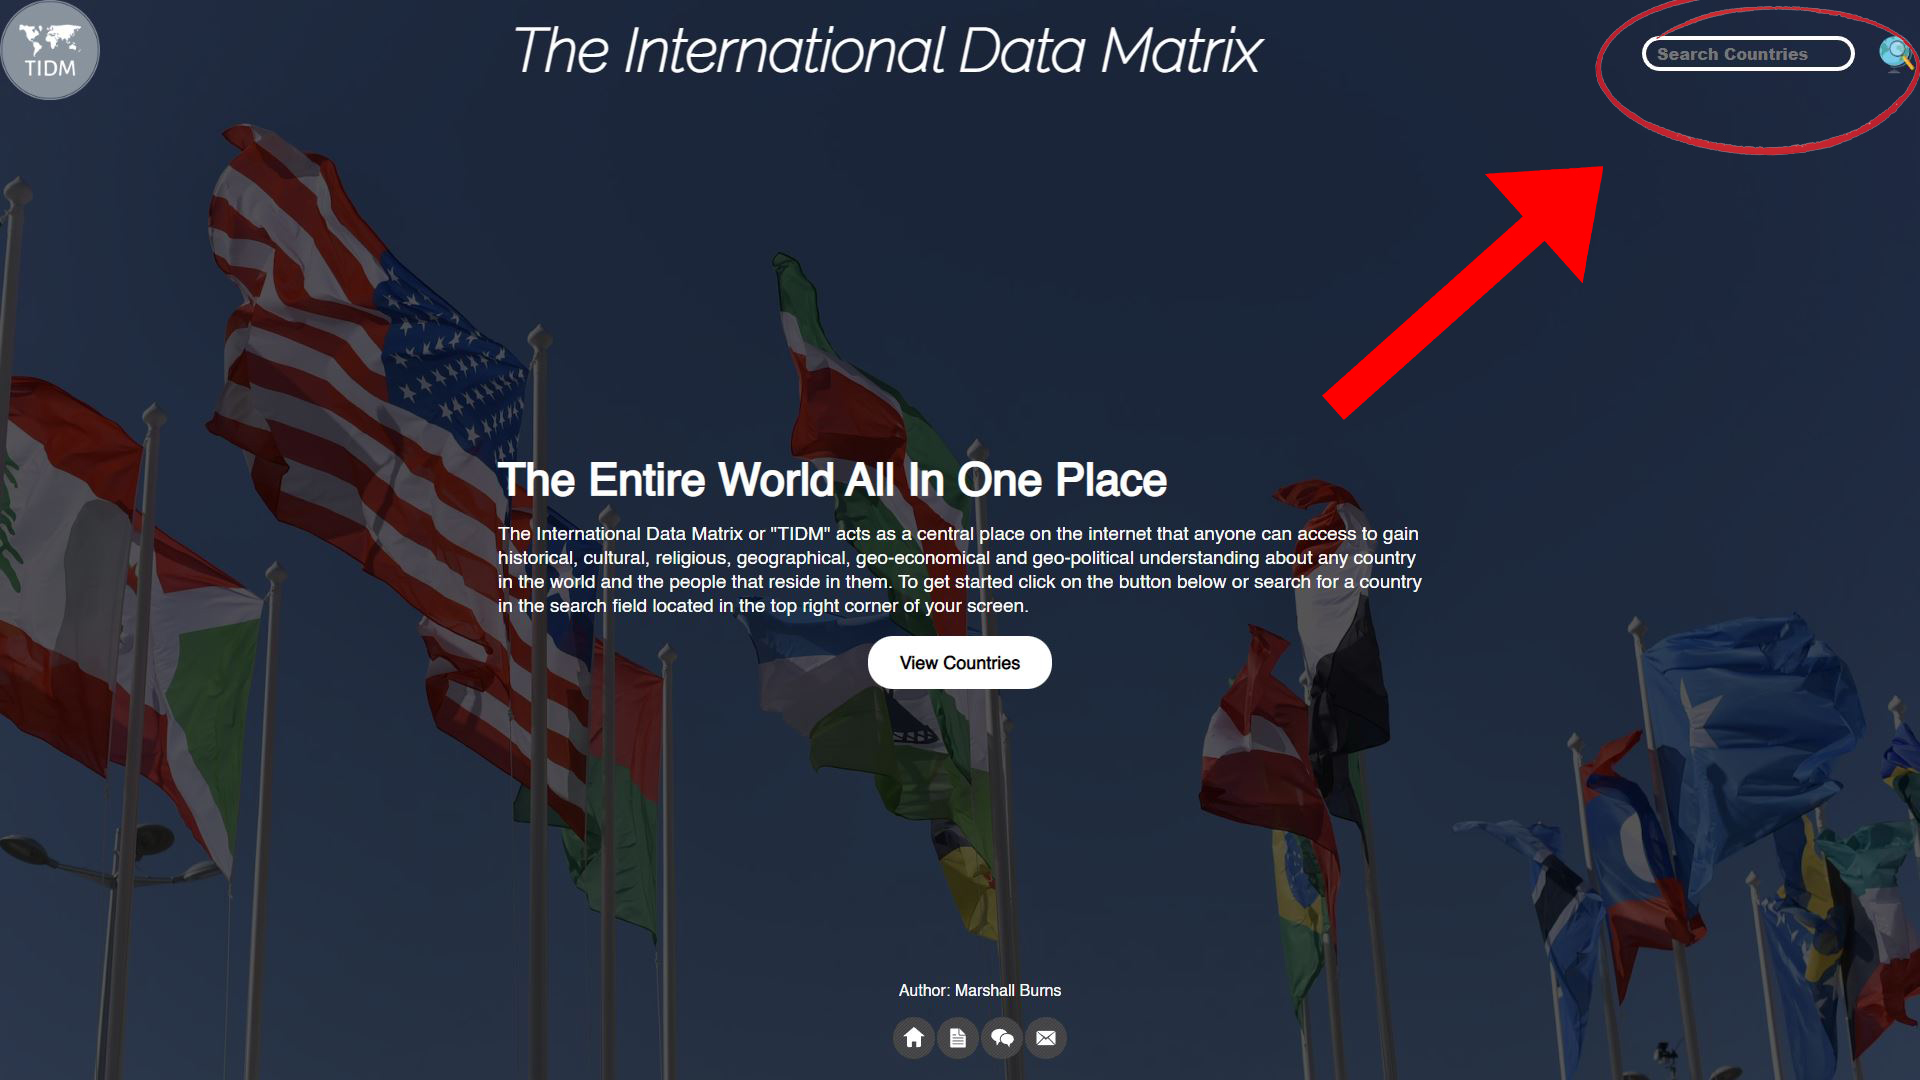 TIDM
The International Data Matrix
Search Countries
The Entire World All In One Place
The International Data Matrix or "TIDM" acts as a central place on the internet that anyone can access to gain
historical, cultural, religious, geographical, geo-economical and geo-political understanding about any country
in the world and the people that reside in them. To get started click on the button below or search for a country
in the search field located in the top right corner of your screen.
View Countries
Author: Marshall Burns